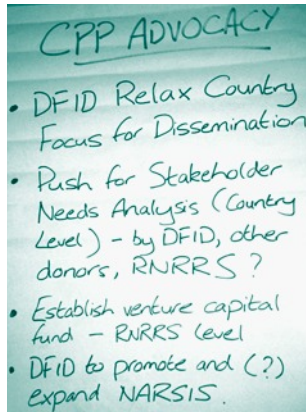 CPP ADVOCACY
• DFID Relax Country
Focus for Dissemination
• Push for Stakeholder
Needs Analysis (Country
Level) – by DFID, other
donors, RNRRS ?
• Establish venture capital
fund – RNRRS level
• DFID to promote and (?)
expand NARSIS.